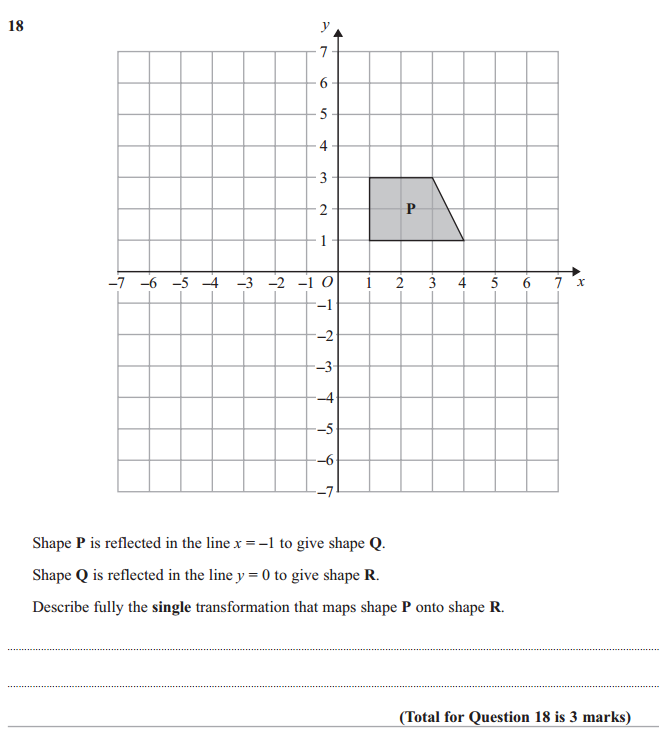 18
y
7
6
5
4
3
2
1
P
–7 –6 –5 –4 –3 –2 –1 O 1 2 3 4 5 6 7 x
–1
–2
–3
–4
–5
–6
–7
Shape P is reflected in the line x = –1 to give shape Q.
Shape Q is reflected in the line y = 0 to give shape R.
Describe fully the single transformation that maps shape P onto shape R.
(Total for Question 18 is 3 marks)